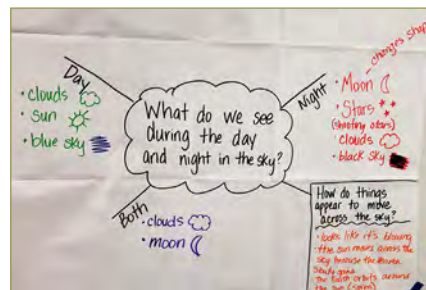 changes shape
Day
• clouds
• sun
• blue sky
What do we see
during the day
and night in the sky?
Night
• Moon
• Stars
(shooting stars)
clouds
• black sky
Both
• clouds
• moon
How do things
appear to move
across the sky?
• looks like it's blowing
• the sun moves across the
sky because the Earth
The Earth orbits around
the sun (spins)